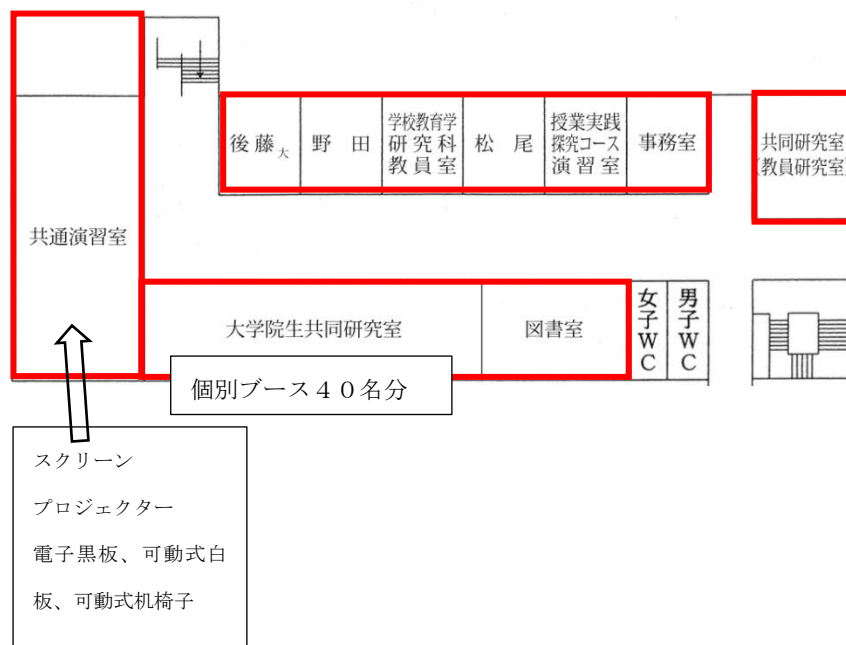 後藤大
野田
学校教育学
研究科
教員室
松尾
授業実践
探究コース
演習室
事務室
共同研究室
(教員研究室)
共通演習室
大学院生共同研究室
図書室
女子WC
男子WC
個別ブース４０名分
スクリーン
プロジェクター
電子黒板、可動式白
板、可動式机椅子